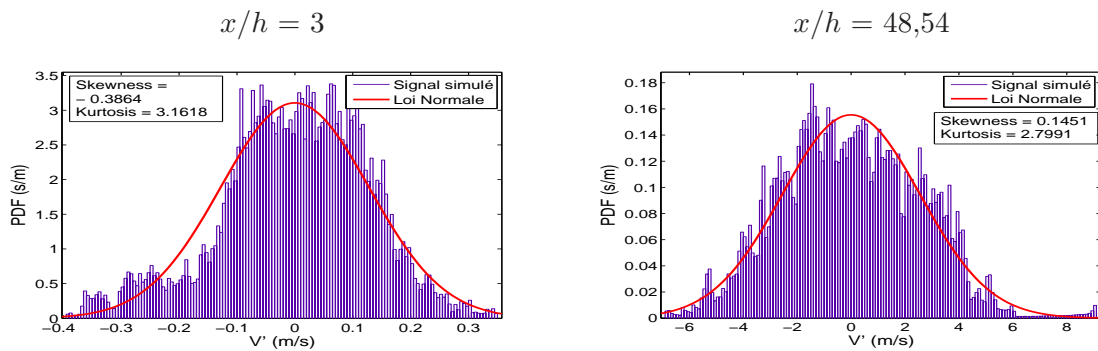 x/h = 3
Skewness =
− 0.3864
Kurtosis = 3.1618
Signal simulé
Loi Normale
3.5
3
2.5
2
1.5
1
0.5
0
PDF (s/m)
−0.4 −0.3 −0.2 −0.1 0 0.1 0.2 0.3
V' (m/s)
x/h = 48,54
Signal simulé
Loi Normale
Skewness = 0.1451
Kurtosis = 2.7991
0.18
0.16
0.14
0.12
0.1
0.08
0.06
0.04
0.02
0
PDF (s/m)
−6 −4 −2 0 2 4 6 8
V' (m/s)